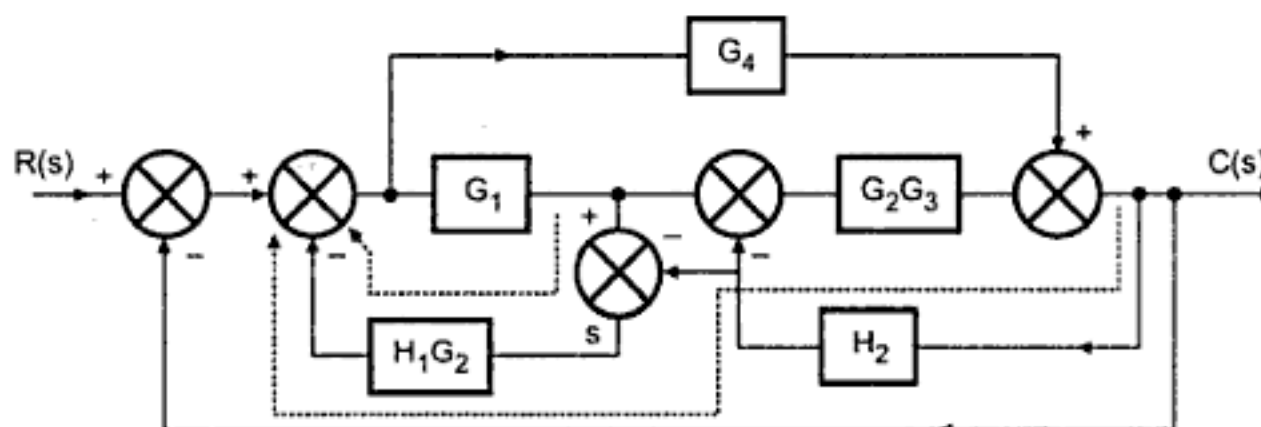 G₄
+
R(s)
+
+
G₁
G₂G₃
C(s)
−
−
+
−
−
H₁G₂
s
H₂